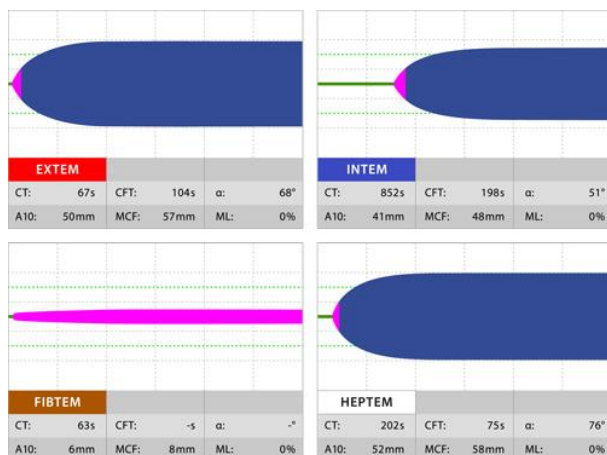 EXTEM
CT: 67s CFT: 104s α: 68°
A10: 50mm MCF: 57mm ML: 0%
INTEM
CT: 852s CFT: 198s α: 51°
A10: 41mm MCF: 48mm ML: 0%
FIBTEM
CT: 63s CFT: -s α: -°
A10: 6mm MCF: 8mm ML: 0%
HEPTEM
CT: 202s CFT: 75s α: 76°
A10: 52mm MCF: 58mm ML: 0%